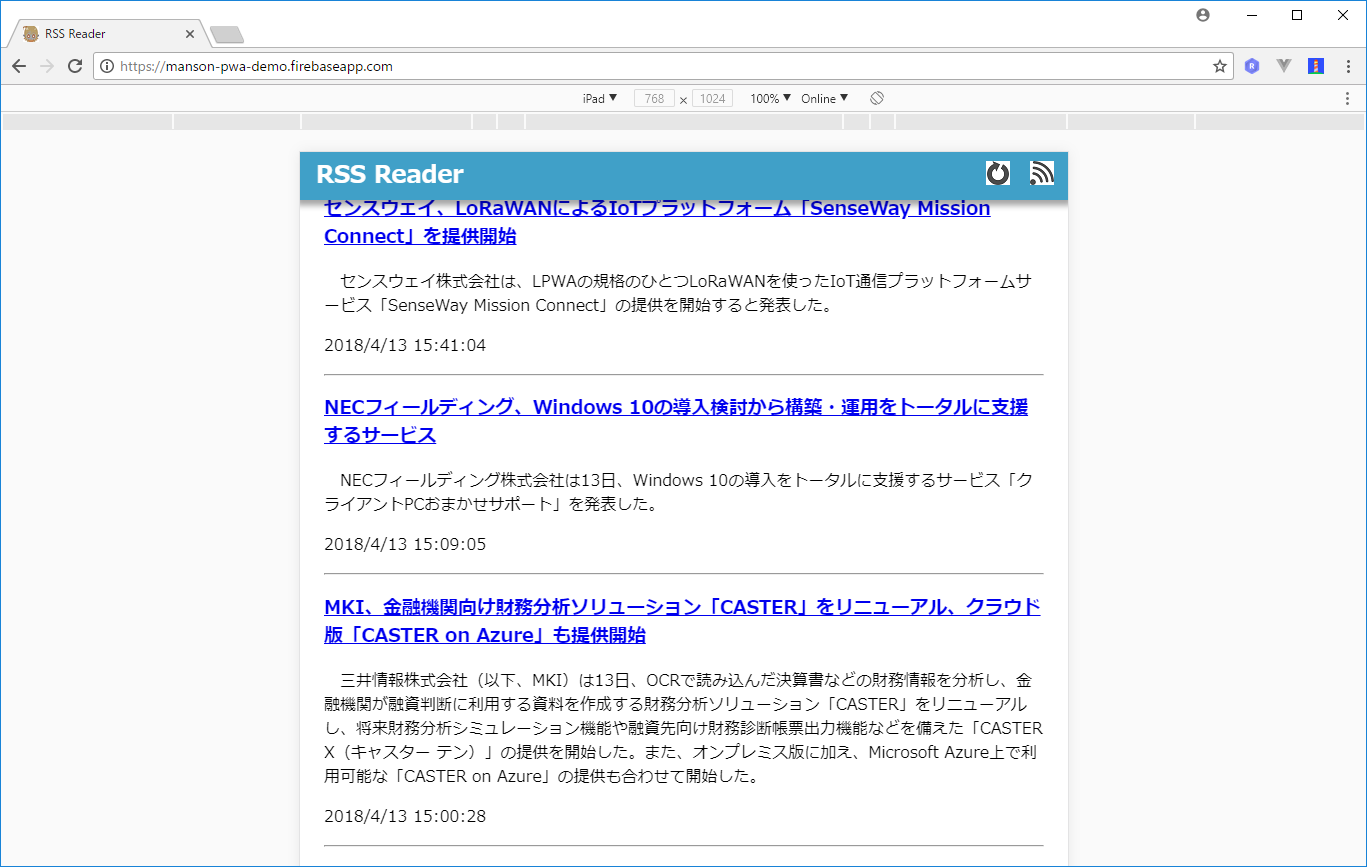 RSS Reader
https://manson-pwa-demo.firebaseapp.com
iPad ▼ 768 x 1024 100% ▼ Online ▼
RSS Reader
センスウェイ、LoRaWANによるIoTプラットフォーム「SenseWay Mission
Connect」を提供開始
センスウェイ株式会社は、LPWAの規格のひとつLoRaWANを使ったIoT通信プラットフォームサ
ービス「SenseWay Mission Connect」の提供を開始すると発表した。
2018/4/13 15:41:04
NECフィールディング、Windows 10の導入検討から構築・運用をトータルに支援
するサービス
NECフィールディング株式会社は13日、Windows 10の導入をトータルに支援するサービス「ク
ライアントPCおまかせサポート」を発表した。
2018/4/13 15:09:05
MKI、金融機関向け財務分析ソリューション「CASTER」をリニューアル、クラウド
版「CASTER on Azure」も提供開始
三井情報株式会社（以下、MKI）は13日、OCRで読み込んだ決算書などの財務情報を分析し、金
融機関が融資判断に利用する資料を作成する財務分析ソリューション「CASTER」をリニューアル
し、将来財務分析シミュレーション機能や融資先向け財務診断帳票出力機能などを備えた「CASTER
X（キャスター テン）」の提供を開始した。また、オンプレミス版に加え、Microsoft Azure上で利
用可能な「CASTER on Azure」の提供も合わせて開始した。
2018/4/13 15:00:28